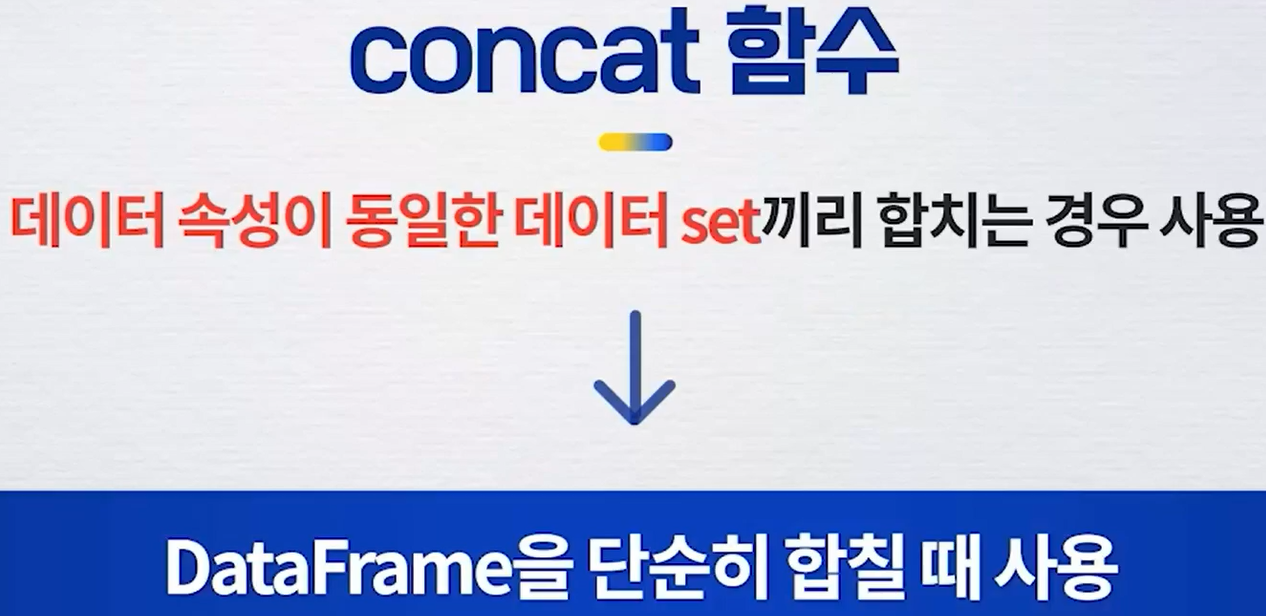 concat 함수
데이터 속성이 동일한 데이터 set끼리 합치는 경우 사용
DataFrame을 단순히 합칠 때 사용